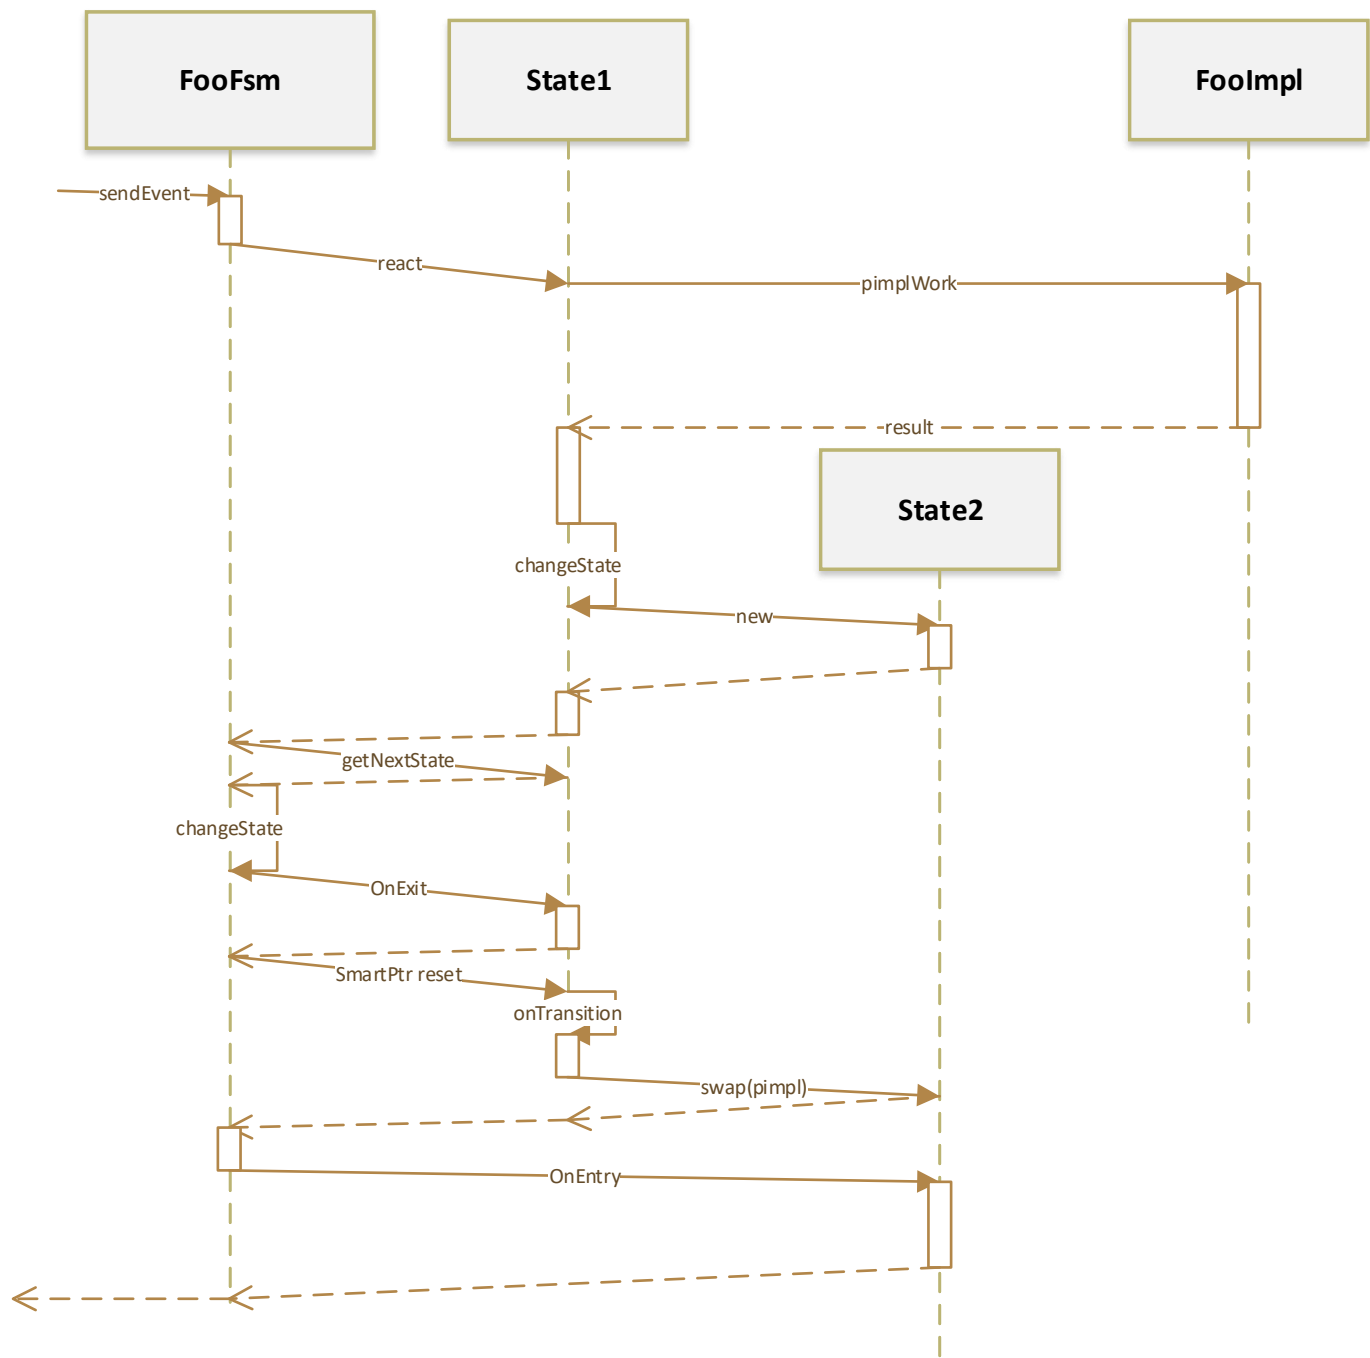 FooFsm
State1
FooImpl
sendEvent
react
pimplWork
result
State2
changeState
new
getNextState
changeState
OnExit
SmartPtr reset
onTransition
swap(pimpl)
OnEntry